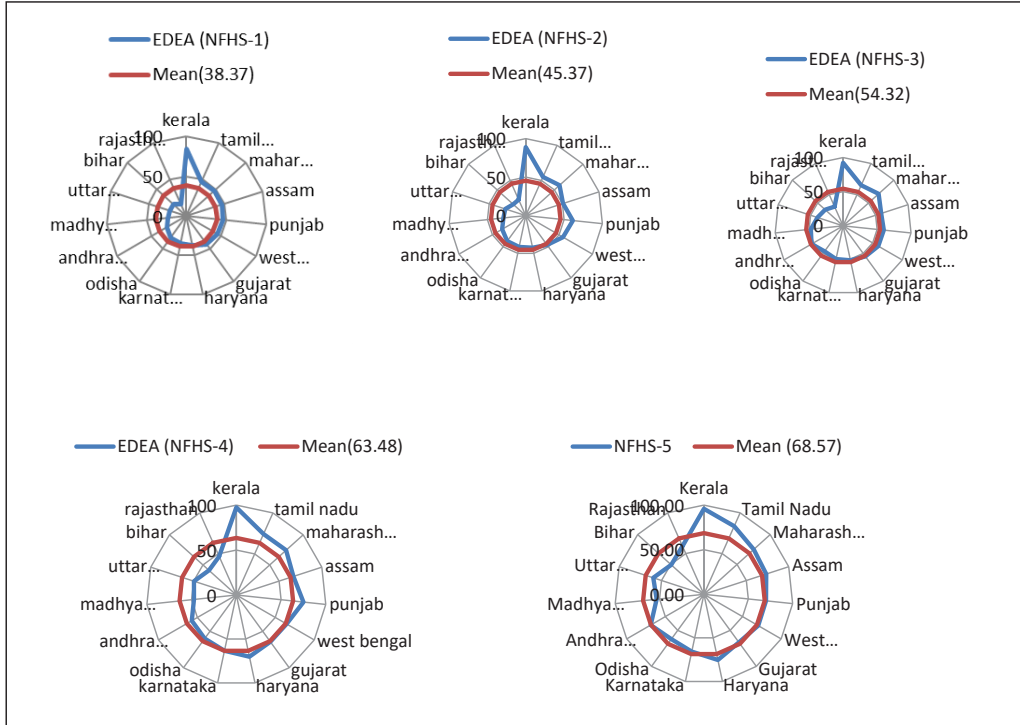 EDEA (NFHS-1)
Mean(38.37)
kerala
tamil...
mahar...
assam
punjab
west...
gujarat
haryana
karnat...
odisha
andhra...
madhy...
uttar...
bihar
rajasth...
100
50
0
EDEA (NFHS-2)
Mean(45.37)
kerala
tamil...
mahar...
assam
punjab
west...
gujarat
haryana
karnat...
odisha
andhra...
madhy...
uttar...
bihar
rajasth...
100
50
0
EDEA (NFHS-3)
Mean(54.32)
kerala
tamil...
mahar...
assam
punjab
west...
gujarat
haryana
karnat...
odisha
andhr...
madh...
uttar...
bihar
rajast...
100
50
0
EDEA (NFHS-4) Mean(63.48)
kerala
tamil nadu
maharash...
assam
punjab
west bengal
gujarat
haryana
karnataka
odisha
andhra...
madhya...
uttar...
bihar
rajasthan
100
50
0
NFHS-5 Mean (68.57)
Kerala
Tamil Nadu
Maharash...
Assam
Punjab
West...
Gujarat
Haryana
Karnataka
Odisha
Andhra...
Madhya...
Uttar...
Bihar
Rajasthan
100.00
50.00
0.00